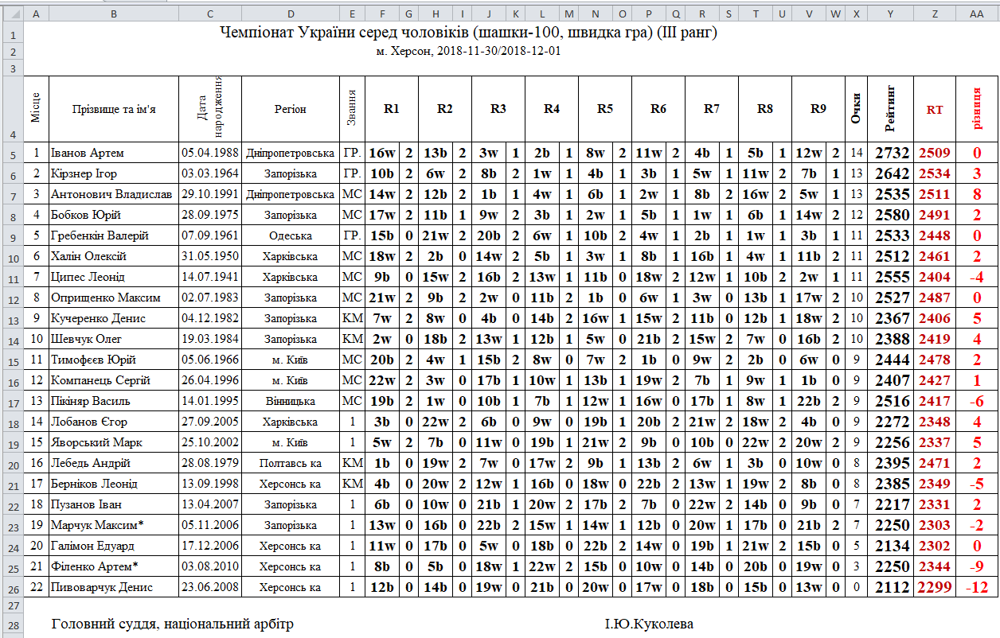 A B C D E F G H I J K L M N O P Q R S T U V W X Y Z AA
1 Чемпіонат України серед чоловіків (шашки-100, швидка гра) (III ранг)
2 м. Херсон, 2018-11-30/2018-12-01
3
4 Місце Прізвище та ім'я Дата народження Регіон Звання R1 R2 R3 R4 R5 R6 R7 R8 R9 Очки Рейтинг RT різниця
5 1 Іванов Артем 05.04.1988 Дніпропетровська ГР. 16w 2 13b 2 3w 1 2b 1 8w 2 11w 2 4b 1 5b 1 12w 2 14 2732 2509 0
6 2 Кірзнер Ігор 03.03.1964 Запорізька ГР. 10b 2 6w 2 8b 2 1w 1 4b 1 3b 1 5w 1 11w 2 7b 1 13 2642 2534 3
7 3 Антонович Владислав 29.10.1991 Дніпропетровська МС 14w 2 12b 2 1b 1 4w 1 6b 1 2w 1 8b 2 16w 2 5w 1 13 2535 2511 8
8 4 Бобков Юрій 28.09.1975 Запорізька МС 17w 2 11b 1 9w 2 3b 1 2w 1 5b 1 1w 1 6b 1 14w 2 12 2580 2491 2
9 5 Гребенкін Валерій 07.09.1961 Одеська ГР. 15b 0 21w 2 20b 2 6w 1 10b 2 4w 1 2b 1 1w 1 3b 1 11 2533 2448 0
10 6 Халін Олексій 31.05.1950 Харківська МС 18w 2 2b 0 14w 2 5b 1 3w 1 8b 1 16b 1 4w 1 11b 2 11 2512 2461 2
11 7 Ципес Леонід 14.07.1941 Харківська МС 9b 0 15w 2 16b 2 13w 1 11b 0 18w 2 12w 1 10b 2 2w 1 11 2555 2404 -4
12 8 Оприщенко Максим 02.07.1983 Запорізька МС 21w 2 9b 2 2w 0 11b 2 1b 0 6w 1 3w 0 13b 1 17w 2 10 2527 2487 0
13 9 Кучеренко Денис 04.12.1982 Запорізька КМ 7w 2 8w 0 4b 0 14b 2 16w 1 15w 2 11b 0 12b 1 18w 2 10 2367 2406 5
14 10 Шевчук Олег 19.03.1984 Запорізька КМ 2w 0 18b 2 13w 1 12b 1 5w 0 21b 2 15w 2 7w 0 16b 2 10 2388 2419 4
15 11 Тимофєєв Юрій 05.06.1966 м. Київ МС 20b 2 4w 1 15b 2 8w 0 7w 2 1b 0 9w 2 2b 0 6w 0 9 2444 2478 2
16 12 Компанець Сергій 26.04.1996 м. Київ МС 22w 2 3w 0 17b 1 10w 1 13b 1 19w 2 7b 1 9w 1 1b 0 9 2407 2427 1
17 13 Пікіняр Василь 14.01.1995 Вінницька МС 19b 2 1w 0 10b 1 7b 1 12w 1 16w 0 17b 1 8w 1 22b 2 9 2516 2417 -6
18 14 Лобанов Єгор 27.09.2005 Харківська 1 3b 0 22w 2 6b 0 9w 0 19b 1 20b 2 21w 2 18w 2 4b 0 9 2272 2348 4
19 15 Яворський Марк 25.10.2002 м. Київ 1 5w 2 7b 0 11w 0 19b 1 21w 2 9b 0 10b 0 22w 2 20w 2 9 2256 2337 5
20 16 Лебедь Андрій 28.08.1979 Полтавсь ка КМ 1b 0 19w 2 7w 0 17w 2 9b 1 13b 2 6w 1 3b 0 10w 0 8 2395 2471 2
21 17 Берніков Леонід 13.09.1998 Херсонсь ка КМ 4b 0 20w 2 12w 1 16b 0 18w 0 22b 2 13w 1 19w 2 8b 0 8 2385 2349 -5
22 18 Пузанов Іван 13.04.2007 Запорізька 1 6b 0 10w 0 21b 1 20w 2 17b 2 7b 0 22w 2 14b 0 9b 0 7 2217 2331 2
23 19 Марчук Максим* 05.11.2006 Запорізька 1 13w 0 16b 0 22b 2 15w 1 14w 1 12b 0 20w 1 17b 0 21b 2 7 2250 2303 -2
24 20 Галімон Едуард 17.12.2006 Херсонсь ка 1 11w 0 17b 0 5w 0 18b 0 22b 2 14w 0 19b 1 21w 2 15b 0 5 2134 2302 0
25 21 Філенко Артем* 03.08.2010 Херсонсь ка 1 8b 0 5b 0 18w 1 22w 2 15b 0 10w 0 14b 0 20b 0 19w 0 3 2250 2344 -9
26 22 Пивоварчук Денис 23.06.2008 Херсонсь ка 1 12b 0 14b 0 19w 0 21b 0 20w 0 17w 0 18b 0 15b 0 13w 0 0 2112 2299 -12
27
28 Головний суддя, національний арбітр І.Ю.Куколева